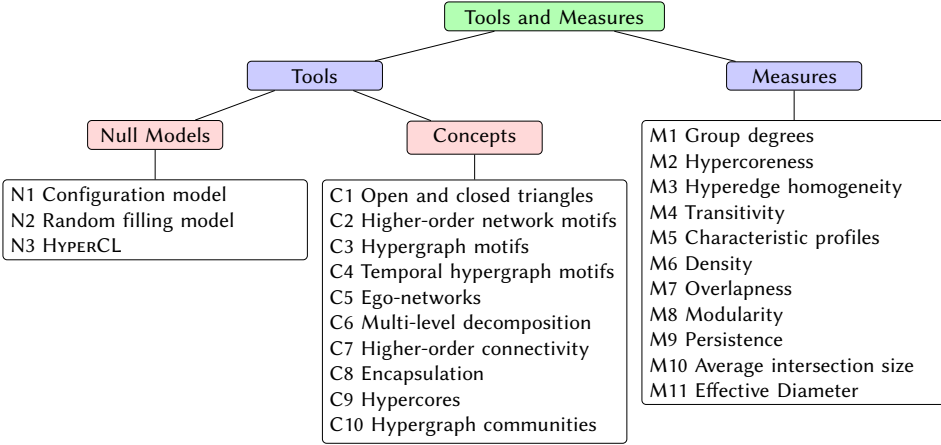 Tools and Measures
Tools
Measures
Null Models
Concepts
N1 Configuration model
N2 Random filling model
N3 HYPERCL
C1 Open and closed triangles
C2 Higher-order network motifs
C3 Hypergraph motifs
C4 Temporal hypergraph motifs
C5 Ego-networks
C6 Multi-level decomposition
C7 Higher-order connectivity
C8 Encapsulation
C9 Hypercores
C10 Hypergraph communities
M1 Group degrees
M2 Hypercoreness
M3 Hyperedge homogeneity
M4 Transitivity
M5 Characteristic profiles
M6 Density
M7 Overlapness
M8 Modularity
M9 Persistence
M10 Average intersection size
M11 Effective Diameter